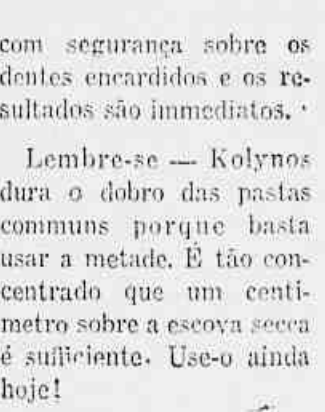 com segurança sobre os
dentes encardidos e os re-
sultados são immediatos.
Lembre-se — Kolynos
dura o dobro das pastas
communs porque basta
usar a metade. É tão con-
centrado que um centi-
metro sobre a escova secca
é sufficiente. Use-o ainda
hoje!